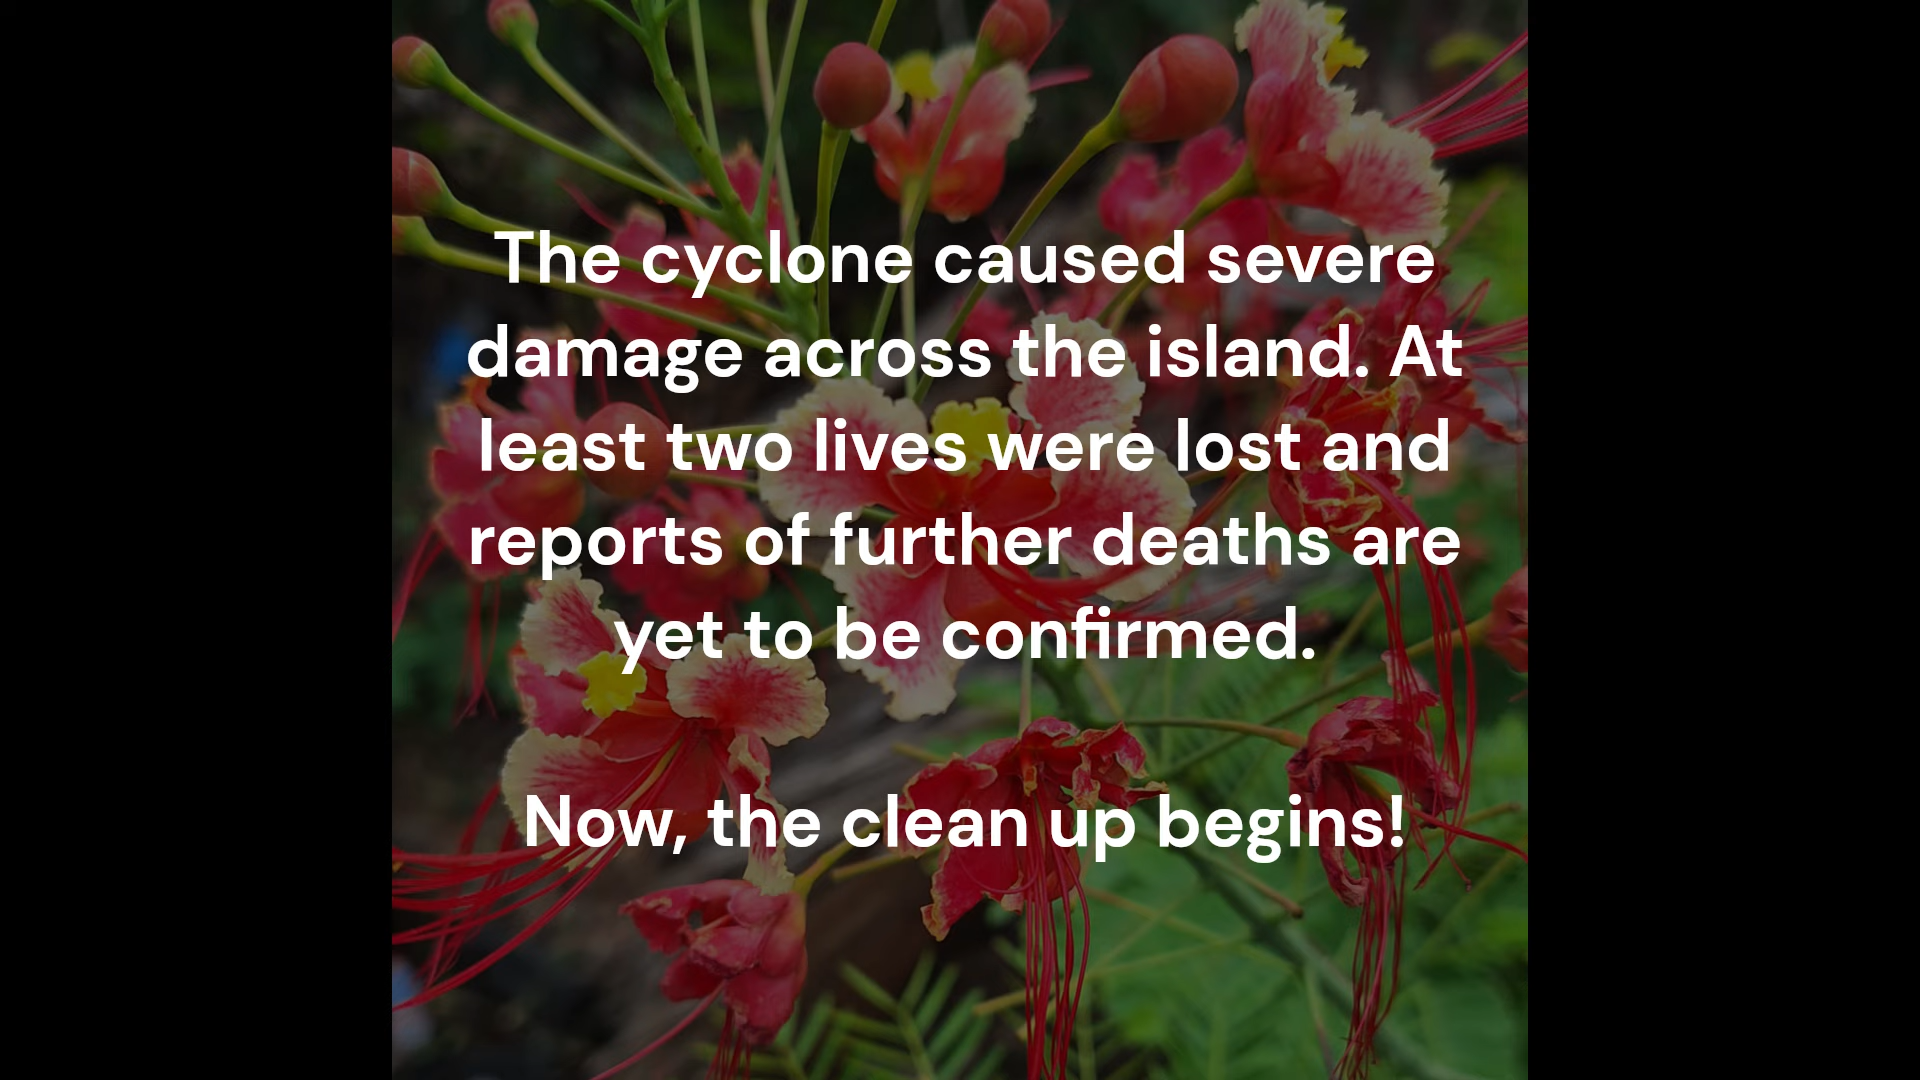 The cyclone caused severe
damage across the island. At
least two lives were lost and
reports of further deaths are
yet to be confirmed.
Now, the clean up begins!